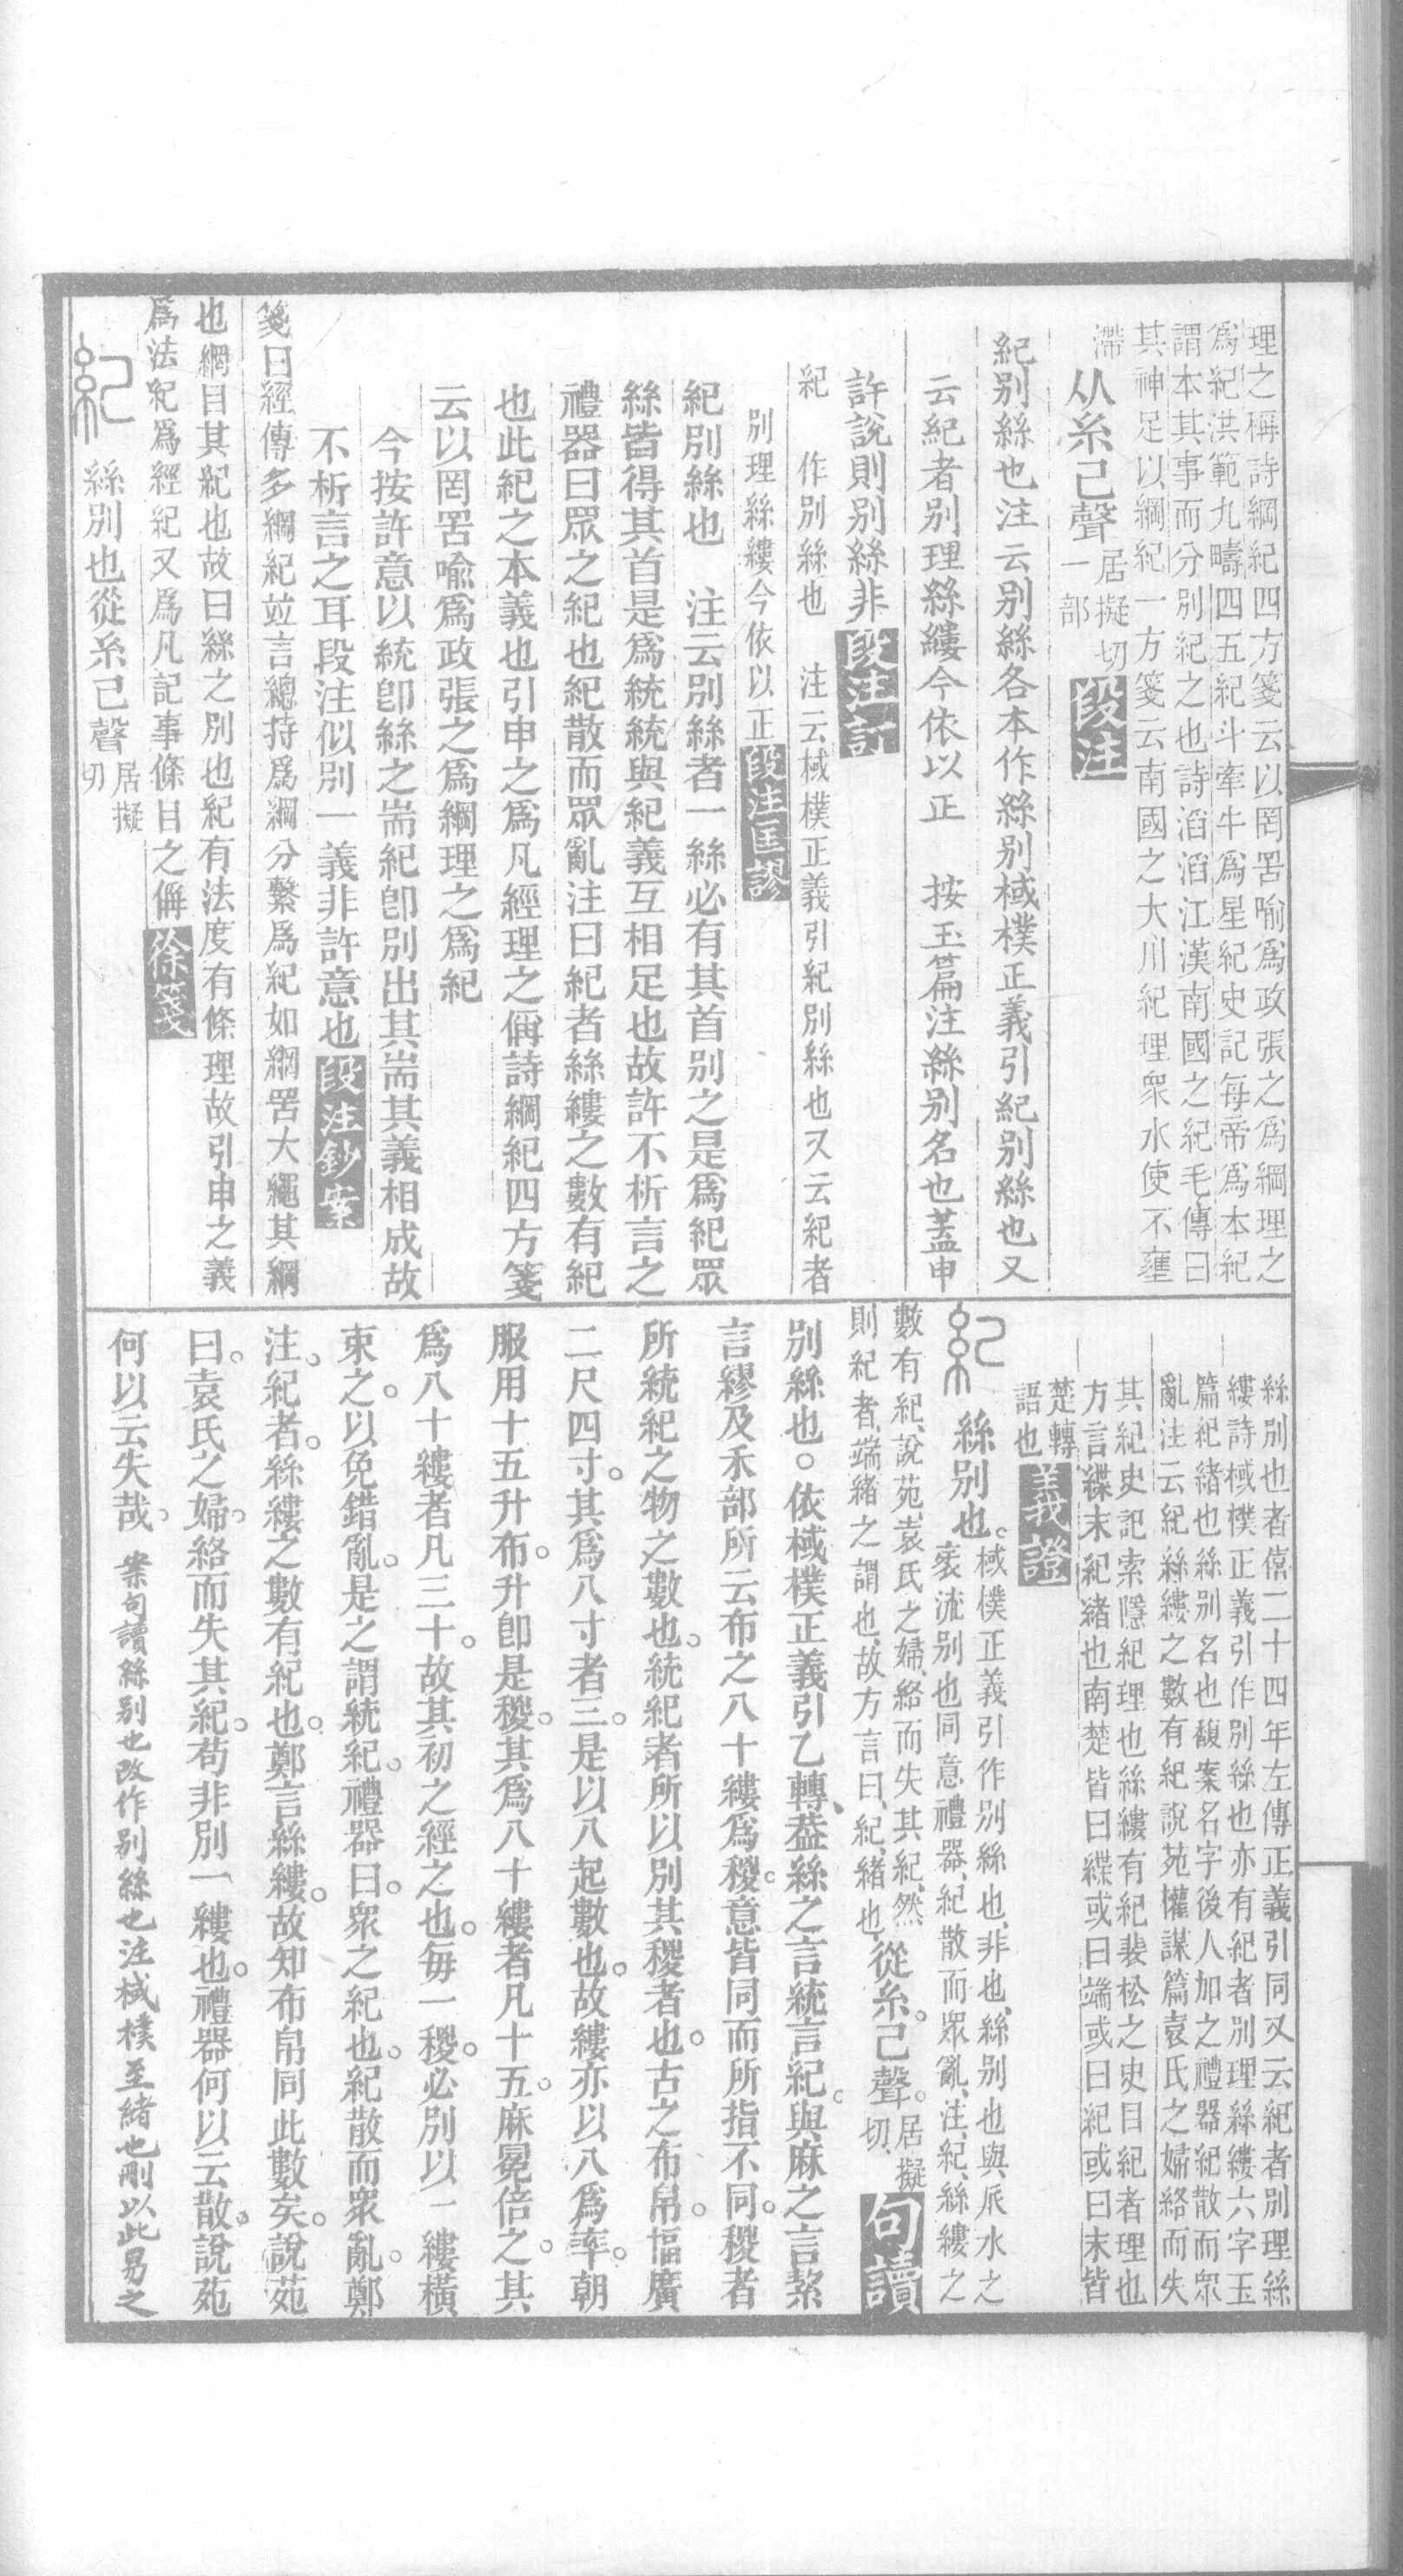 理之稱詩綱紀四方箋云以罔罟喻爲政張之爲綱理之
爲紀洪範九疇四五紀斗牽牛爲星紀史記每帝爲本紀
謂本其事而分別紀之也詩滔滔江漢南國之紀毛傳曰
其神足以綱紀一方箋云南國之大川紀理衆水使不壅
滯从糸己聲居擬切一部段注
紀別絲也注云別絲各本作絲別棫樸正義引紀別絲也又
云紀者別理絲縷今依以正 按玉篇注絲別名也蓋申
許說則別絲非段注訂
紀 作別絲也 注云棫樸正義引紀別絲也又云紀者
別理絲縷今依以正段注匡謬
紀別絲也 注云別絲者一絲必有其首別之是爲紀眾
絲皆得其首是爲統統與紀義互相足也故許不析言之
禮器曰眾之紀也紀散而眾亂注曰紀者絲縷之數有紀
也此紀之本義也引申之爲凡經理之偁詩綱紀四方箋
云以罔罟喻爲政張之爲綱理之爲紀
今按許意以統卽絲之耑紀卽別出其耑其義相成故
不析言之耳段注似別一義非許意也段注鈔案
箋曰經傳多綱紀竝言總持爲綱分繫爲紀如網罟大繩其綱
也網目其紀也故曰絲之別也紀有法度有條理故引申之義
爲法紀爲經紀又爲凡記事條目之偁徐箋
紀 絲別也從糸己聲居擬切
絲別也者僖二十四年左傳正義引同又云紀者別理絲
縷詩棫樸正義引作別絲也亦有紀者別理絲縷六字玉
篇紀緒也絲別名也馥案名字後人加之禮器紀散而眾
亂注云紀絲縷之數有紀說苑權謀篇袁氏之婦絡而失
其紀史記索隱紀理也絲縷有紀裴松之史目紀者理也
方言緤末紀緒也南楚皆曰緤或曰端或曰紀或曰末皆
楚轉語也義證
紀 絲別也。棫樸正義引作別絲也、非也、絲別也與𠂢水之衺流別也同意禮器、紀散而眾亂、注、紀、絲縷之
數有紀、說苑、袁氏之婦、絡而失其紀、然則紀者、端緒之謂也、故方言曰、紀、緒也、從糸。己聲。居擬切、句讀
別絲也。依棫樸正義引乙轉、蓋絲之言統言紀。與麻之言絜
言繆及禾部所云布之八十縷爲稯。意皆同而所指不同。稯者
所統紀之物之數也。統紀者所以別其稯者也。古之布帛。幅廣
二尺四寸。其爲八寸者三。是以八起數也。故縷亦以八爲率。朝
服用十五升布。升卽是稯。其爲八十縷者凡十五。麻冕倍之。其
爲八十縷者凡三十。故其初之經之也。每一稯。必別以一縷橫
束之。以免錯亂。是之謂統紀。禮器曰。衆之紀也。紀散而衆亂。鄭
注。紀者。絲縷之數有紀也。鄭言絲縷。故知布帛同此數矣。說苑
曰。袁氏之婦。絡而失其紀。苟非別一縷也。禮器何以云散。說苑
何以云失哉。 案句讀絲別也改作別絲也注棫樸至緒也刪以此易之